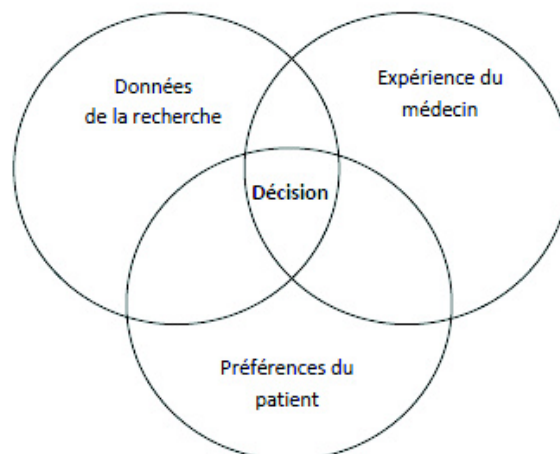 Données
de la recherche
Expérience du
médecin
Décision
Préférences du
patient